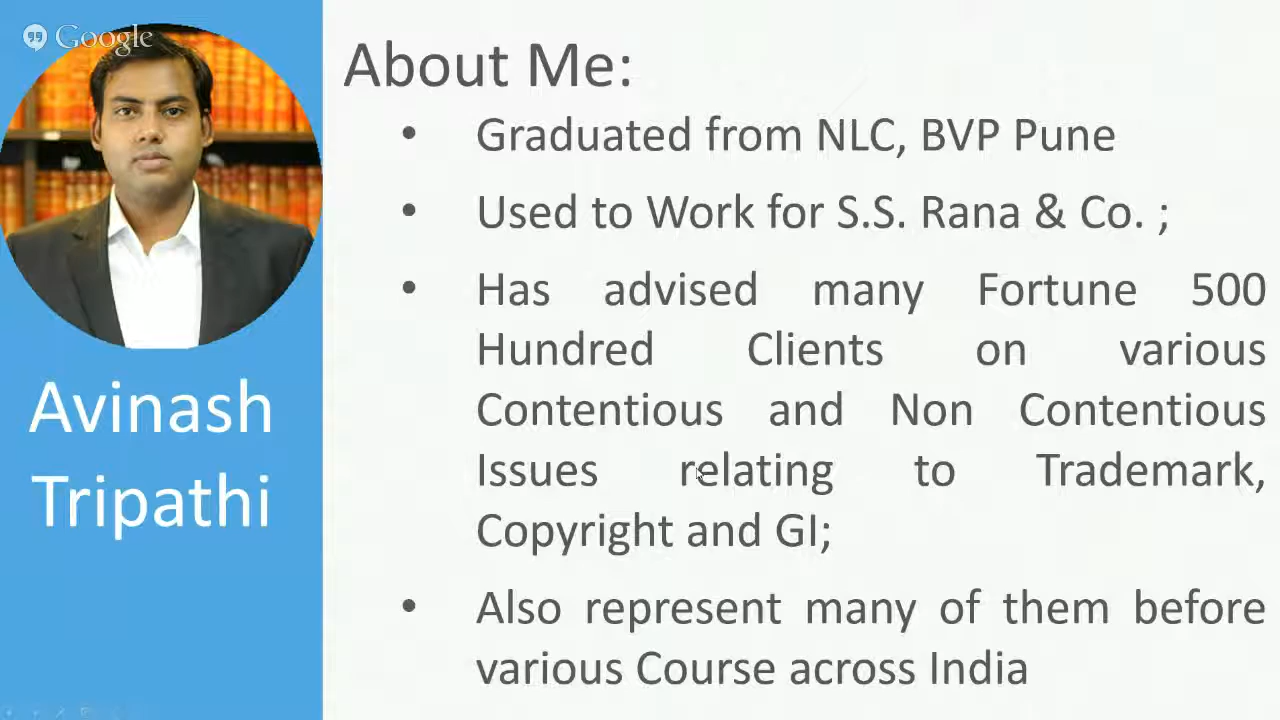 Google
Avinash
Tripathi
About Me:
• Graduated from NLC, BVP Pune
• Used to Work for S.S. Rana & Co. ;
• Has advised many Fortune 500
Hundred Clients on various
Contentious and Non Contentious
Issues relating to Trademark,
Copyright and GI;
• Also represent many of them before
various Course across India